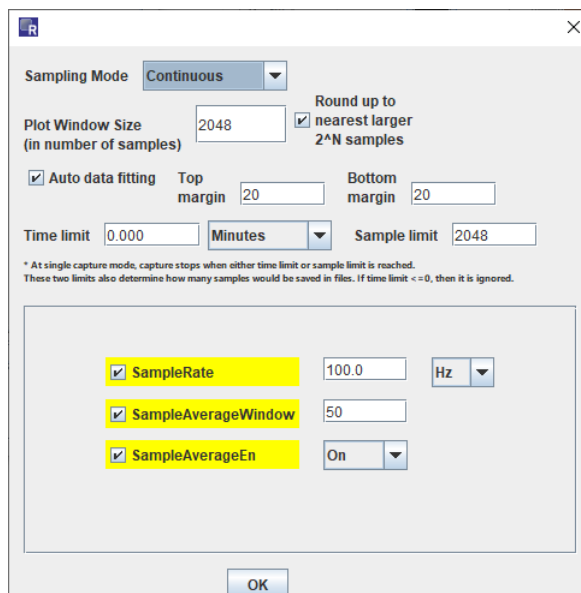 R
Sampling Mode Continuous
Round up to
Plot Window Size 2048 nearest larger
(in number of samples) 2^N samples
Auto data fitting Top margin 20 Bottom margin 20
Time limit 0.000 Minutes Sample limit 2048
* At single capture mode, capture stops when either time limit or sample limit is reached.
These two limits also determine how many samples would be saved in files. If time limit <=0, then it is ignored.
SampleRate 100.0 Hz
SampleAverageWindow 50
SampleAverageEn On
OK